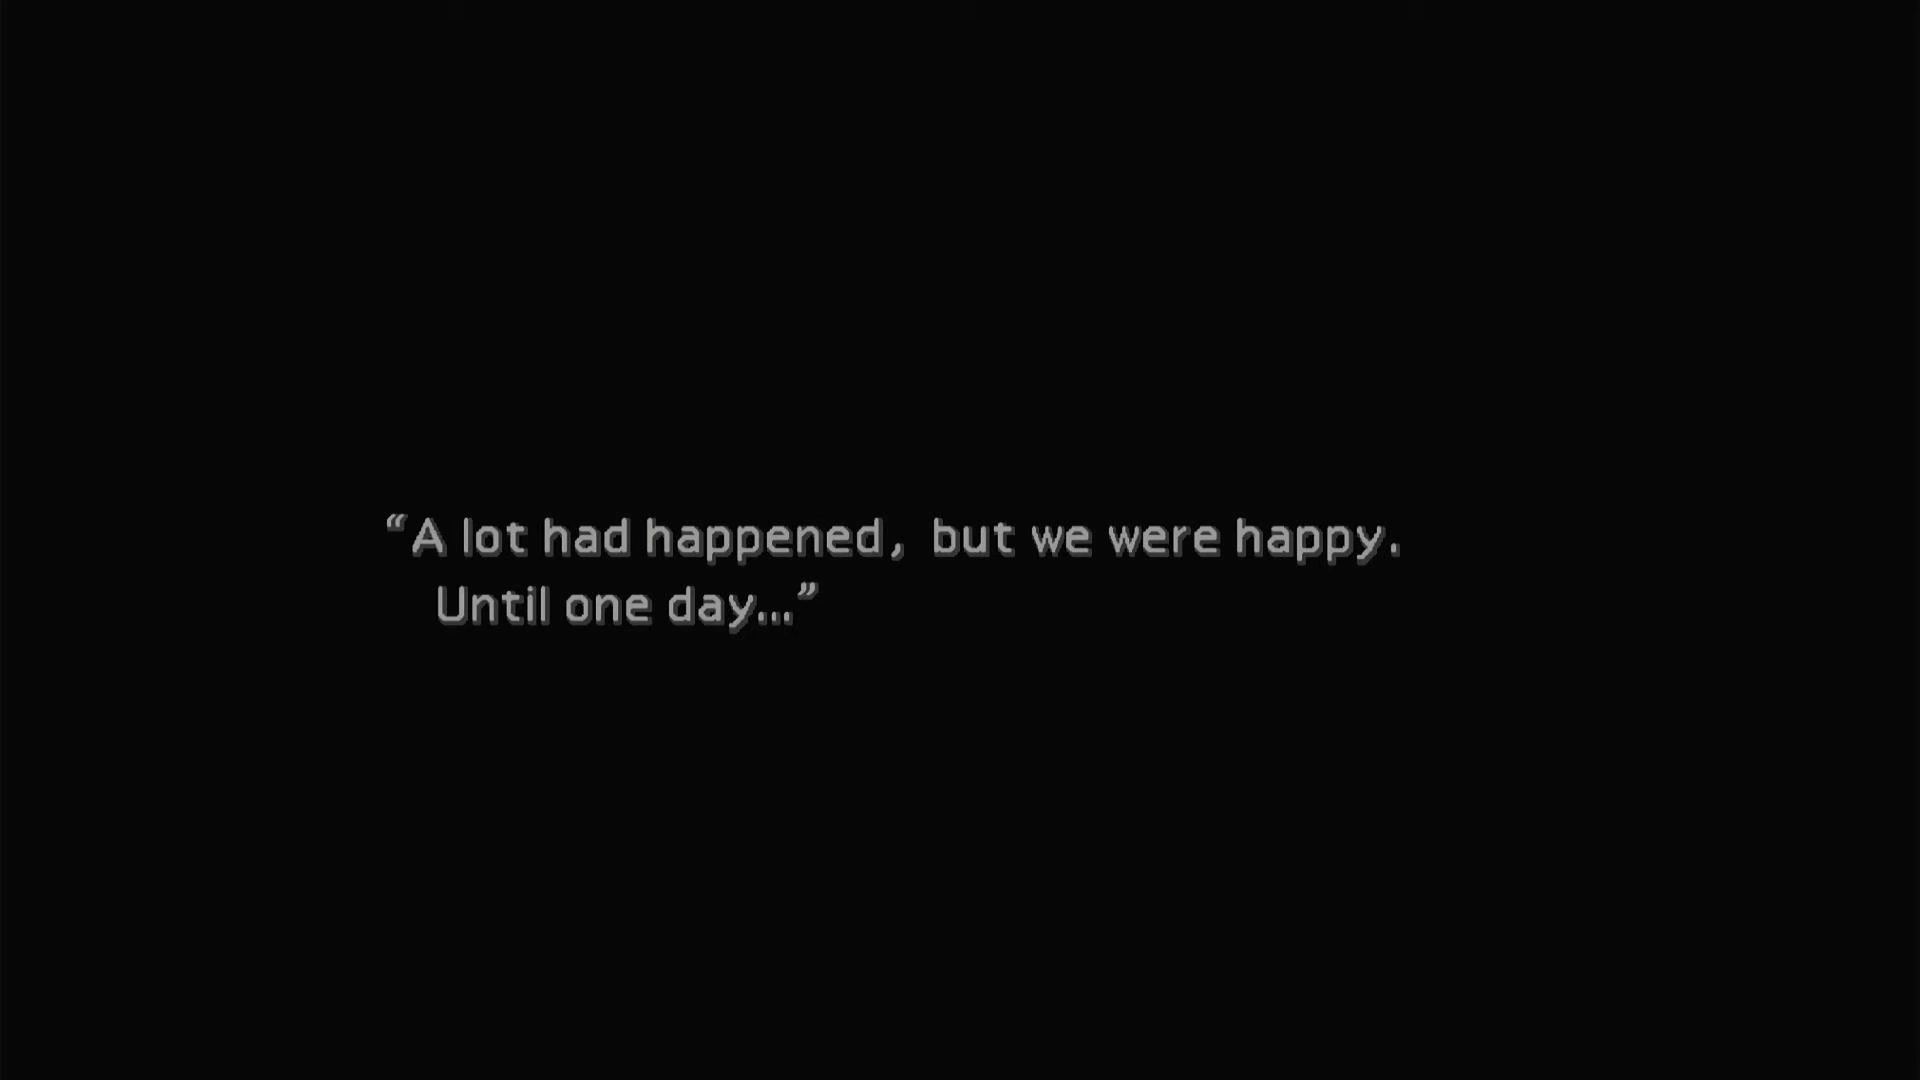 “A lot had happened, but we were happy.
Until one day...”